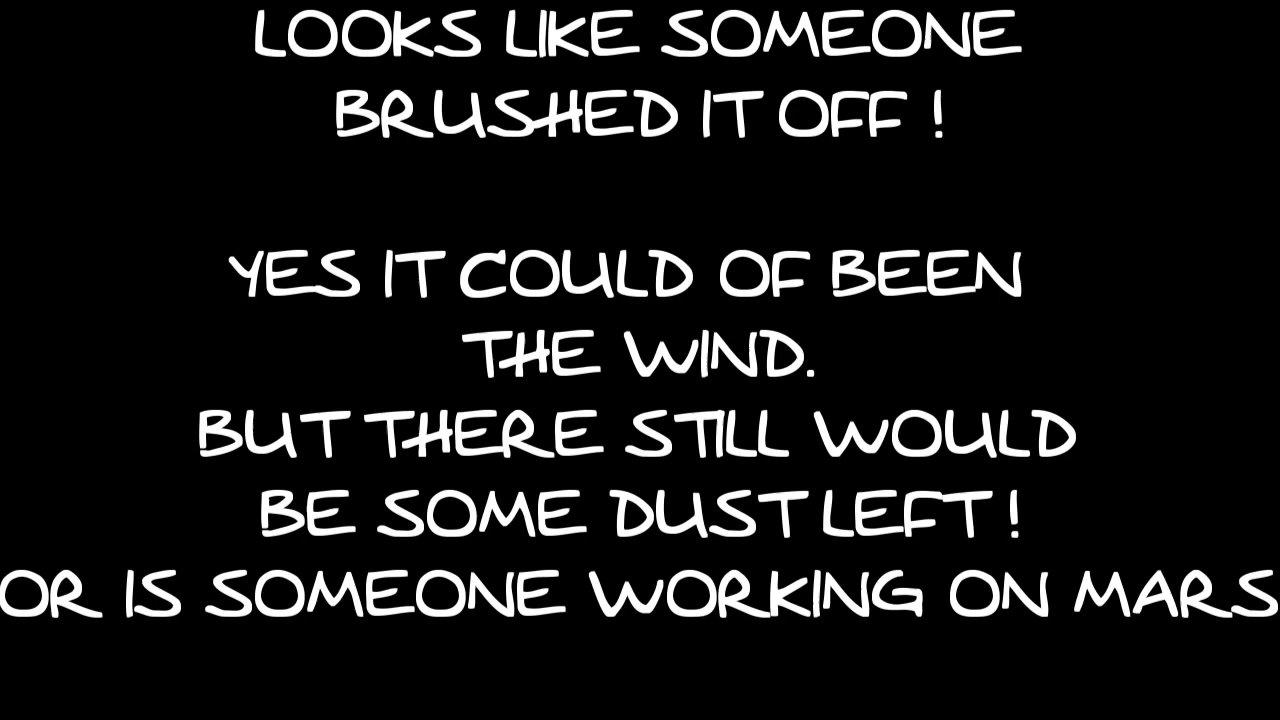 LOOKS LIKE SOMEONE
BRUSHED IT OFF !
YES IT COULD OF BEEN
THE WIND.
BUT THERE STILL WOULD
BE SOME DUST LEFT !
OR IS SOMEONE WORKING ON MARS